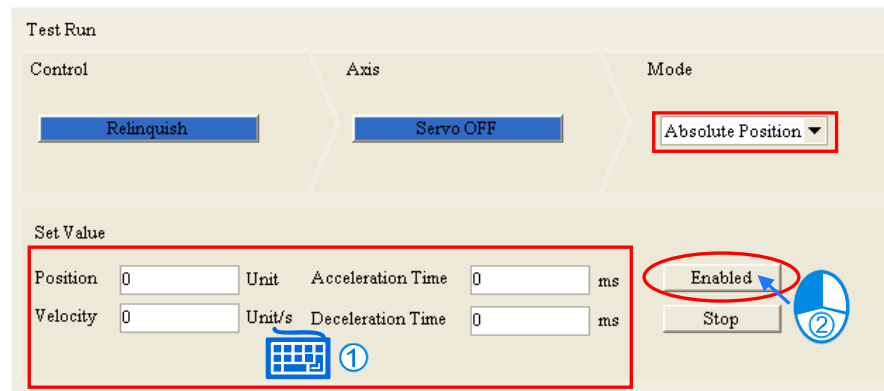 Test Run
Control Axis Mode
Relinquish Servo OFF Absolute Position
Set Value
Position 0 Unit Acceleration Time 0 ms Enabled
Velocity 0 Unit/s Deceleration Time 0 ms Stop
① ②